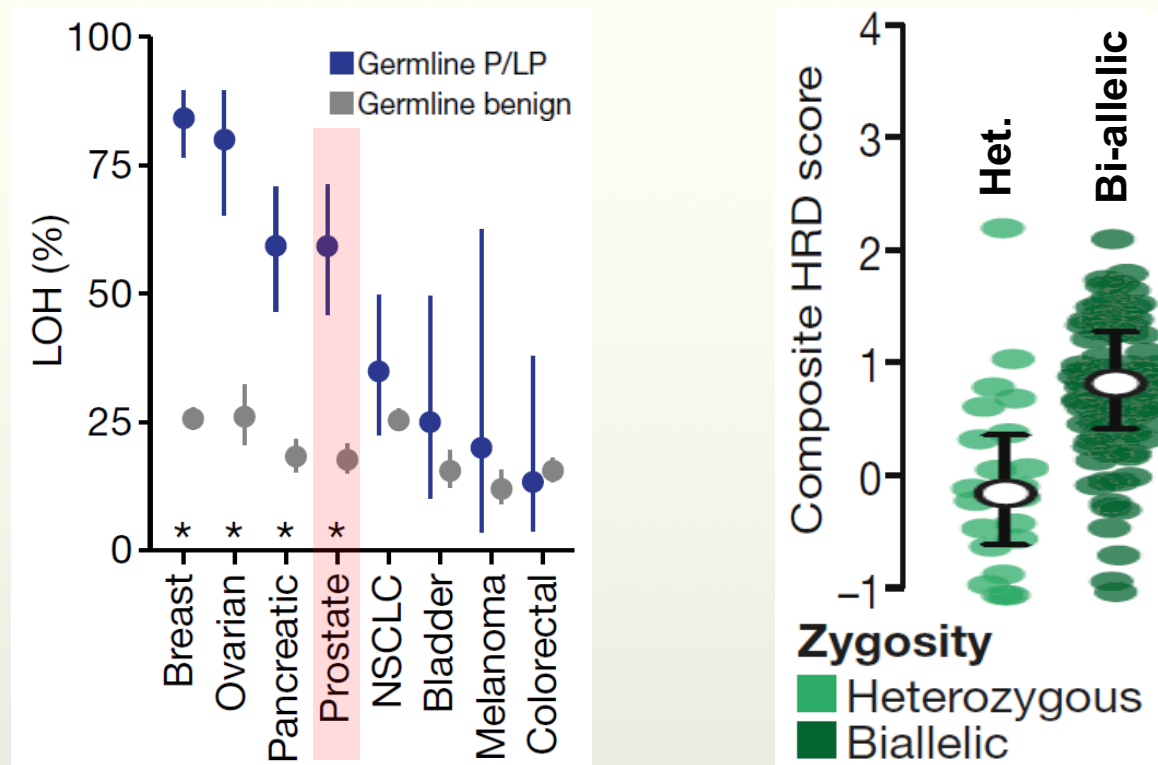 100
75
50
25
0
LOH (%)
Germline P/LP
Germline benign
* * * *
Breast
Ovarian
Pancreatic
Prostate
NSCLC
Bladder
Melanoma
Colorectal
4
3
2
1
0
−1
Composite HRD score
Het.
Bi-allelic
Zygosity
Heterozygous
Biallelic